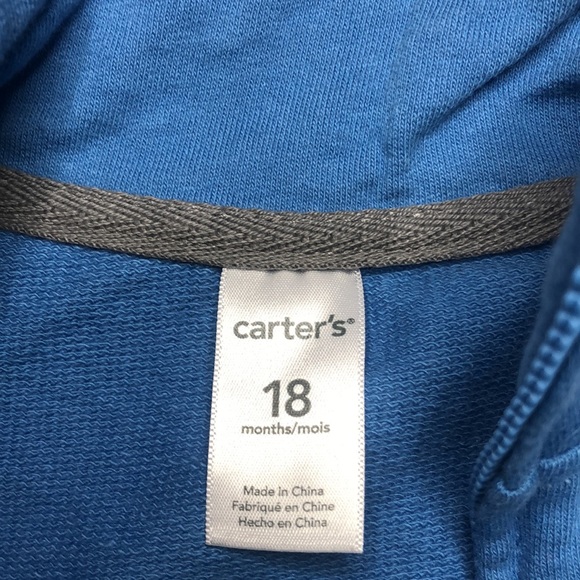 carter's®
18
months/mois
Made in China
Fabriqué en Chine
Hecho en China